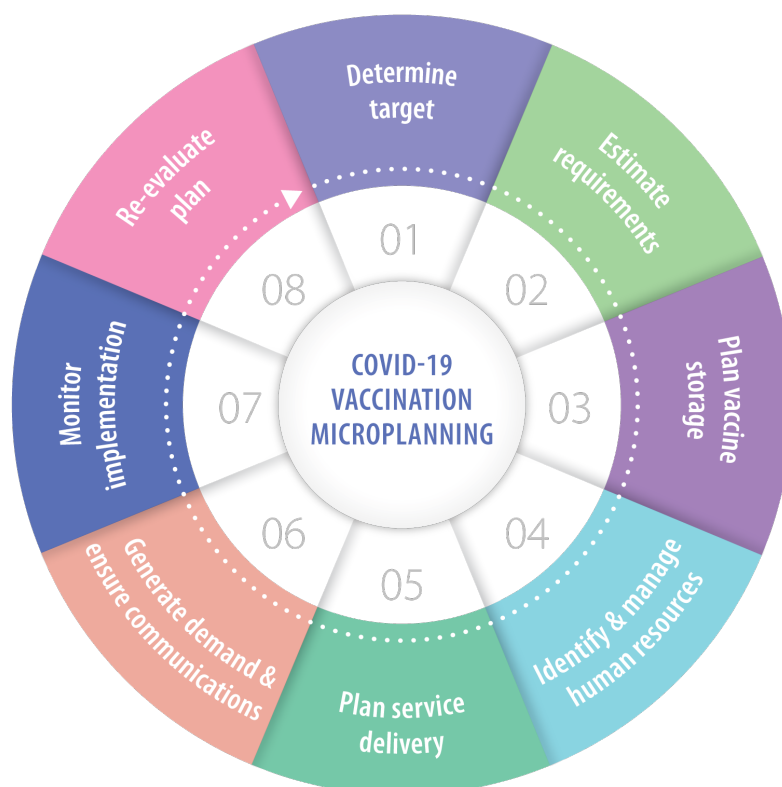 COVID-19
VACCINATION
MICROPLANNING
01
Determine
target
02
Estimate
requirements
03
Plan vaccine
storage
04
Identify & manage
human resources
05
Plan service
delivery
06
Generate demand &
ensure communications
07
Monitor
implementation
08
Re-evaluate
plan